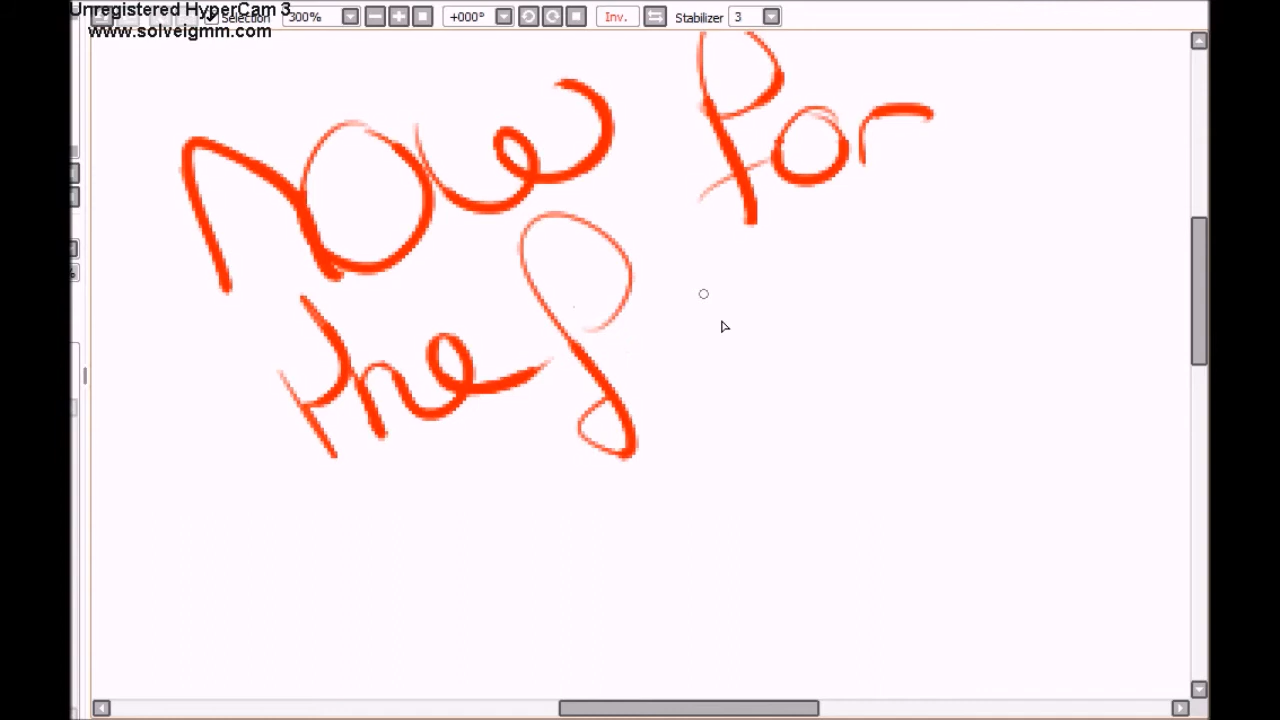 Unregistered HyperCam 3
www.solveigmm.com
Selection 300% +000° Inv. Stabilizer 3
now for
the